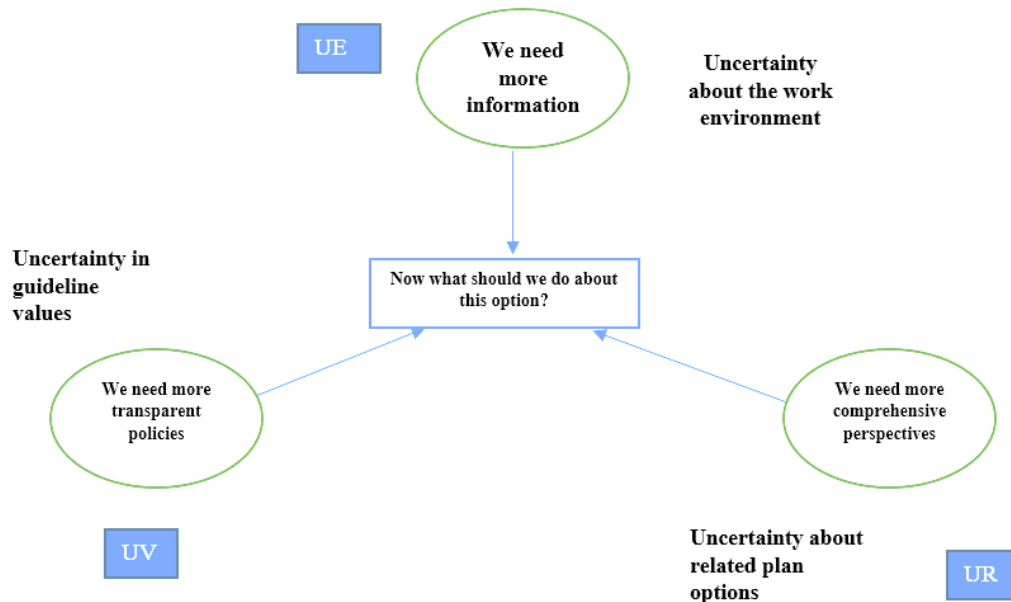 UE
We need
more
information
Uncertainty
about the work
environment
Uncertainty in
guideline
values
Now what should we do about
this option?
We need more
transparent
policies
We need more
comprehensive
perspectives
UV
Uncertainty about
related plan
options
UR